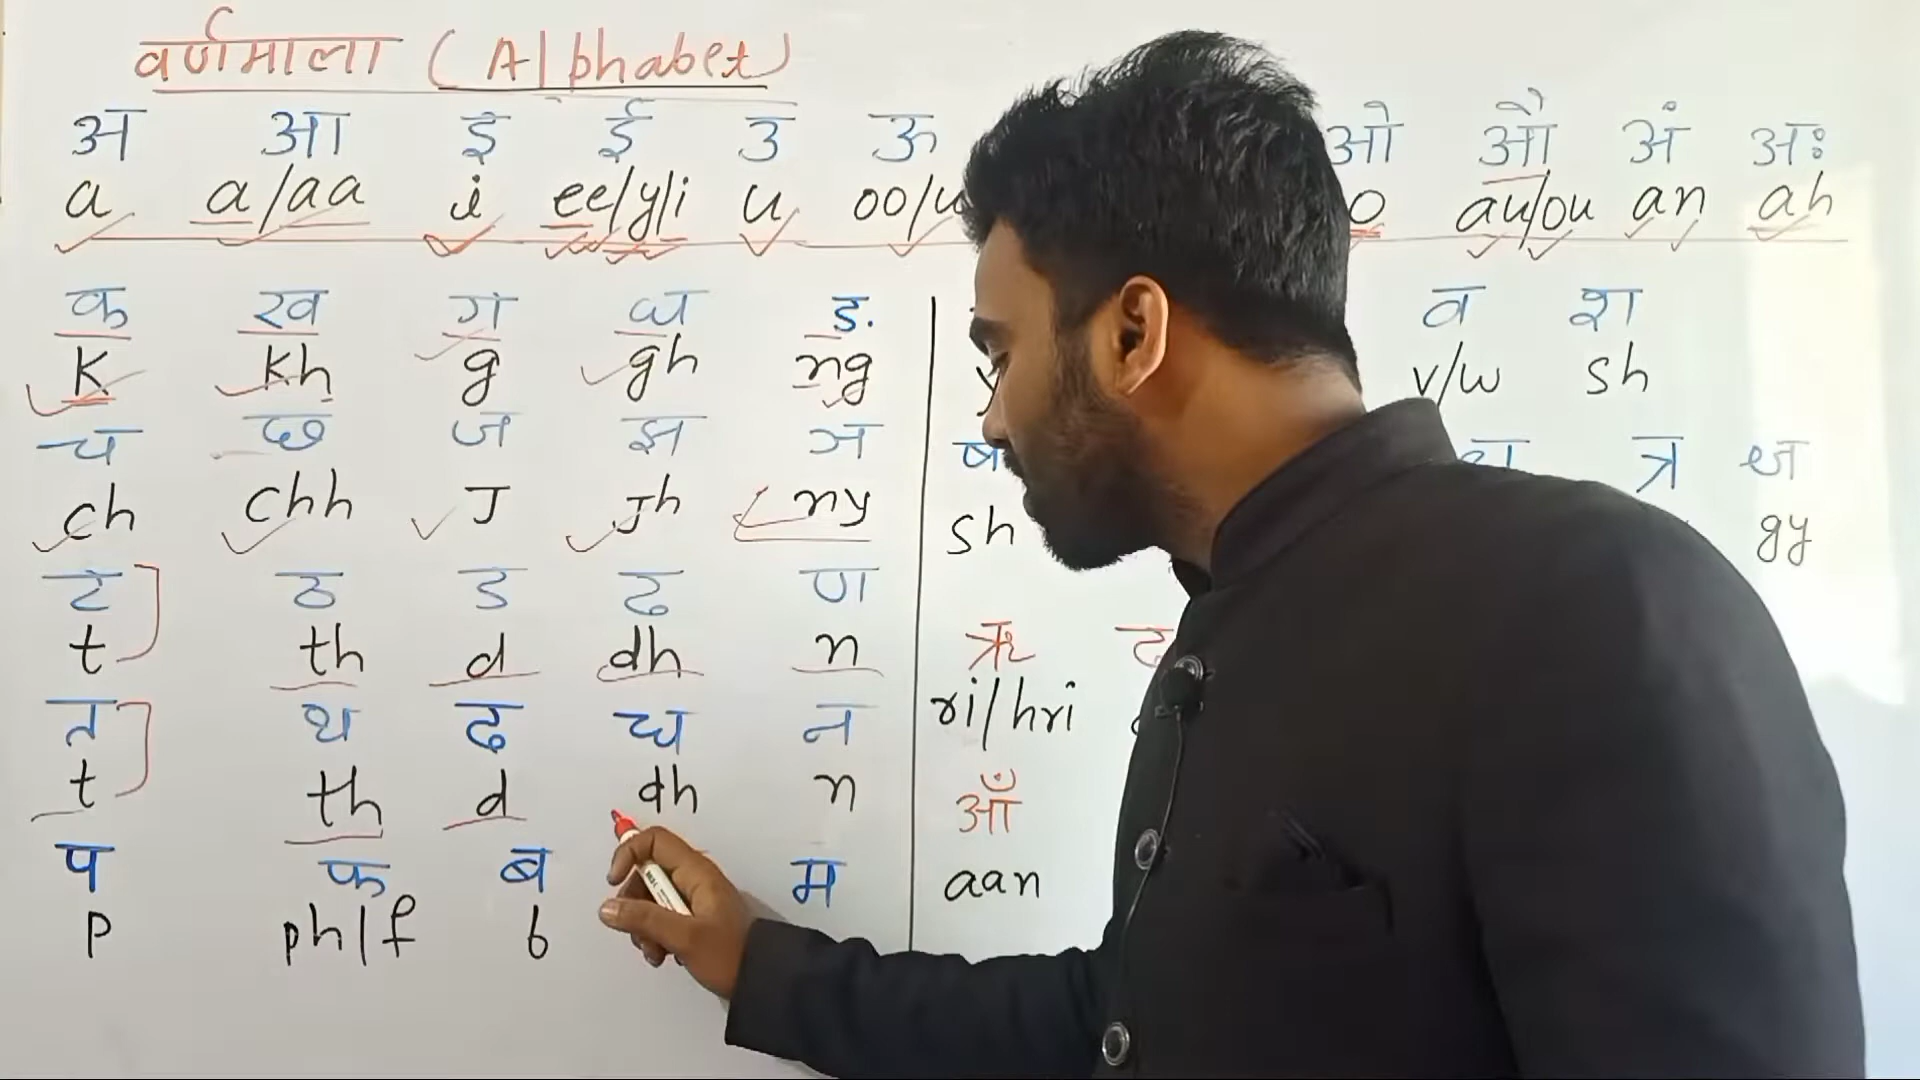 वर्णमाला (Alphabet)
अ आ इ ई उ ऊ ओ औ अं अः
a a/aa i ee/y/i u oo/u o au/ou an ah
क ख ग घ ङ व श
K Kh g gh ng y v/w sh
च छ ज झ ञ ष त्र
ch chh J Jh ny sh gy
ट ठ ड ढ ण
t th d dh n
ऋ
ri/hri
त थ ढ ध न
t th d dh n
आँ
प फ ब म
aan
p ph/f b